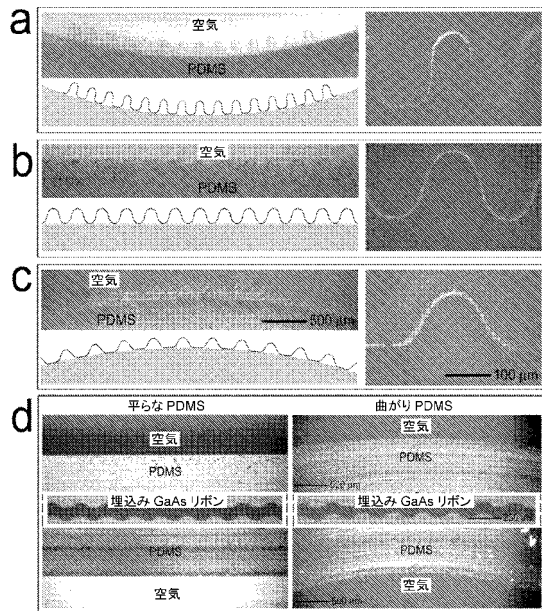 a
空気
PDMS
b
空気
PDMS
c
空気
PDMS
500 μm
100 μm
d
平らな PDMS
曲がり PDMS
空気
空気
PDMS
PDMS
埋込み GaAs リボン
埋込み GaAs リボン
PDMS
PDMS
空気
空気